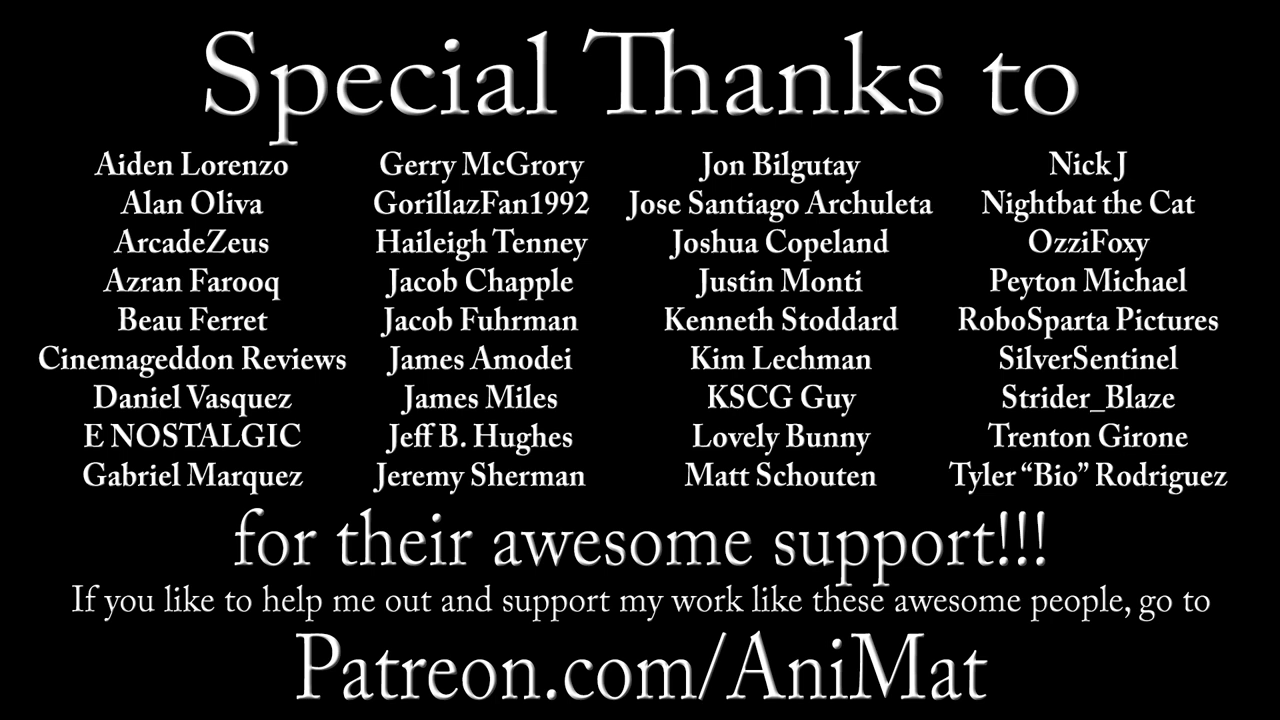 Special Thanks to
Aiden Lorenzo
Alan Oliva
ArcadeZeus
Azran Farooq
Beau Ferret
Cinemageddon Reviews
Daniel Vasquez
E NOSTALGIC
Gabriel Marquez
Gerry McGrory
GorillazFan1992
Haileigh Tenney
Jacob Chapple
Jacob Fuhrman
James Amodei
James Miles
Jeff B. Hughes
Jeremy Sherman
Jon Bilgutay
Jose Santiago Archuleta
Joshua Copeland
Justin Monti
Kenneth Stoddard
Kim Lechman
KSCG Guy
Lovely Bunny
Matt Schouten
Nick J
Nightbat the Cat
OzziFoxy
Peyton Michael
RoboSparta Pictures
SilverSentinel
Strider_Blaze
Trenton Girone
Tyler “Bio” Rodriguez
for their awesome support!!!
If you like to help me out and support my work like these awesome people, go to
Patreon.com/AniMat